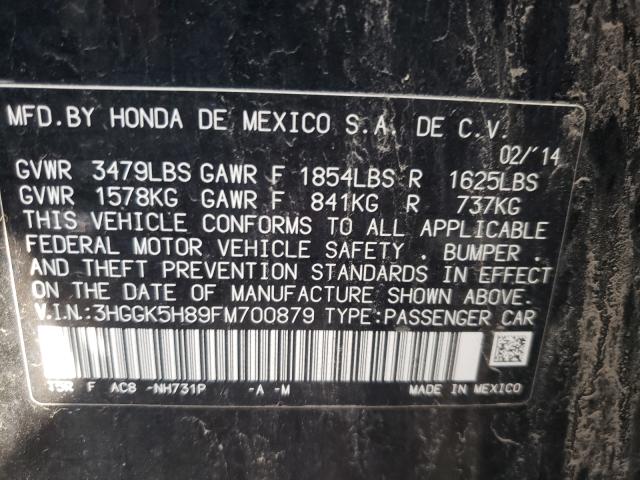 MFD.BY HONDA DE MEXICO S.A. DE C.V.
02/'14
GVWR 3479LBS GAWR F 1854LBS R 1625LBS
GVWR 1578KG GAWR F 841KG R 737KG
THIS VEHICLE CONFORMS TO ALL APPLICABLE
FEDERAL MOTOR VEHICLE SAFETY . BUMPER .
AND THEFT PREVENTION STANDARDS IN EFFECT
ON THE DATE OF MANUFACTURE SHOWN ABOVE.
V.I.N.:3HGGK5H89FM700879 TYPE:PASSENGER CAR
T5R F AC8 -NH731P -A -M
MADE IN MEXICO